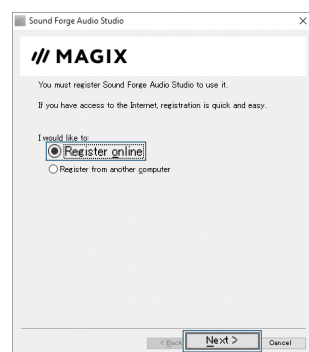 Sound Forge Audio Studio
MAGIX
You must register Sound Forge Audio Studio to use it.
If you have access to the Internet, registration is quick and easy.
I would like to:
Register online
Register from another computer
< Back Next > Cancel